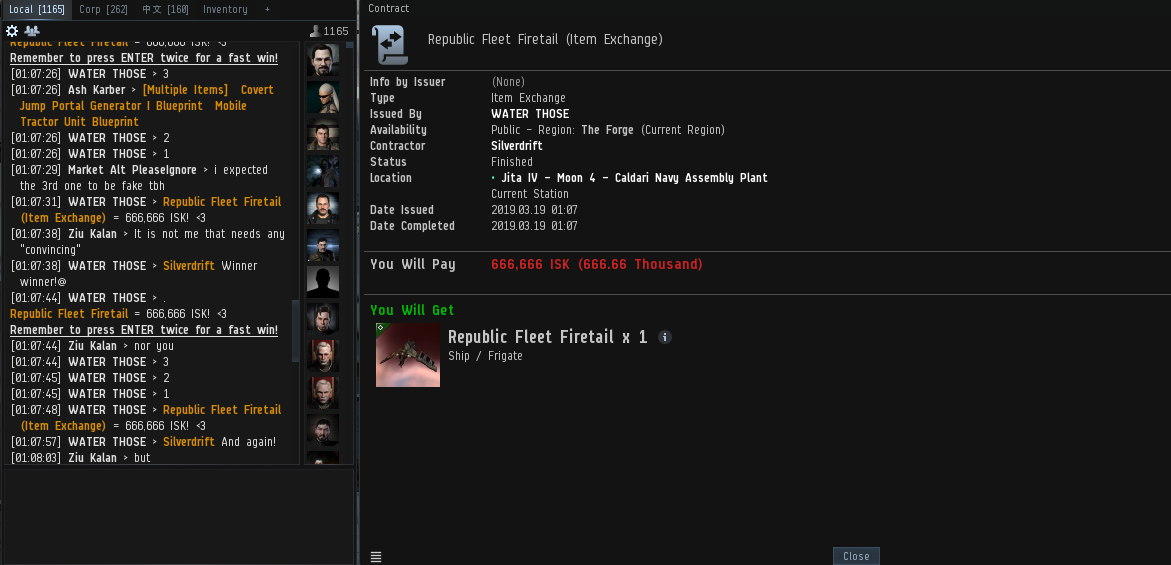 Local [1165]
Corp [262]
中文 [160]
Inventory
+
1165
Republic Fleet Firetail = 666,666 ISK! <3
Remember to press ENTER twice for a fast win!
[01:07:26] WATER THOSE > 3
[01:07:26] Ash Karber > [Multiple Items] Covert
Jump Portal Generator I Blueprint Mobile
Tractor Unit Blueprint
[01:07:26] WATER THOSE > 2
[01:07:26] WATER THOSE > 1
[01:07:29] Market Alt PleaseIgnore > i expected
the 3rd one to be fake tbh
[01:07:31] WATER THOSE > Republic Fleet Firetail
(Item Exchange) = 666,666 ISK! <3
[01:07:38] Ziu Kalan > It is not me that needs any
"convincing"
[01:07:38] WATER THOSE > Silverdrift Winner
winner!@
[01:07:44] WATER THOSE > .
Republic Fleet Firetail = 666,666 ISK! <3
Remember to press ENTER twice for a fast win!
[01:07:44] Ziu Kalan > nor you
[01:07:44] WATER THOSE > 3
[01:07:45] WATER THOSE > 2
[01:07:45] WATER THOSE > 1
[01:07:48] WATER THOSE > Republic Fleet Firetail
(Item Exchange) = 666,666 ISK! <3
[01:07:57] WATER THOSE > Silverdrift And again!
[01:08:03] Ziu Kalan > but
Contract
Republic Fleet Firetail (Item Exchange)
Info by Issuer (None)
Type Item Exchange
Issued By WATER THOSE
Availability Public - Region: The Forge (Current Region)
Contractor Silverdrift
Status Finished
Location • Jita IV - Moon 4 - Caldari Navy Assembly Plant
Current Station
Date Issued 2019.03.19 01:07
Date Completed 2019.03.19 01:07
You Will Pay 666,666 ISK (666.66 Thousand)
You Will Get
Republic Fleet Firetail x 1
Ship / Frigate
Close